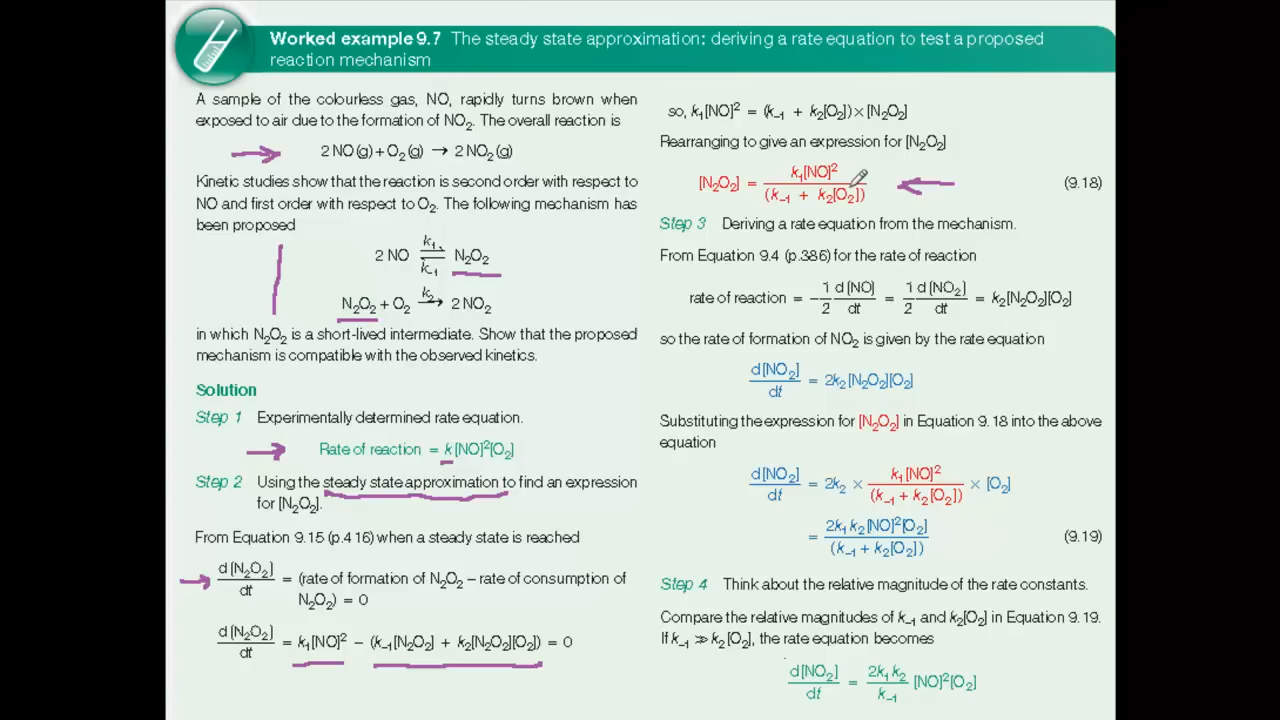 Worked example 9.7 The steady state approximation: deriving a rate equation to test a proposed
reaction mechanism
A sample of the colourless gas, NO, rapidly turns brown when
exposed to air due to the formation of NO₂. The overall reaction is
2 NO (g) + O₂ (g) → 2 NO₂ (g)
Kinetic studies show that the reaction is second order with respect to
NO and first order with respect to O₂. The following mechanism has
been proposed
2 NO ⇌ N₂O₂ (k₁, k₋₁)
N₂O₂ + O₂ →(k₂) 2 NO₂
in which N₂O₂ is a short-lived intermediate. Show that the proposed
mechanism is compatible with the observed kinetics.
Solution
Step 1 Experimentally determined rate equation.
Rate of reaction = k [NO]²[O₂]
Step 2 Using the steady state approximation to find an expression
for [N₂O₂].
From Equation 9.15 (p.416) when a steady state is reached
d [N₂O₂]/dt = (rate of formation of N₂O₂ – rate of consumption of
N₂O₂) = 0
d [N₂O₂]/dt = k₁[NO]² – (k₋₁[N₂O₂] + k₂[N₂O₂][O₂]) = 0
so, k₁[NO]² = (k₋₁ + k₂[O₂]) × [N₂O₂]
Rearranging to give an expression for [N₂O₂]
[N₂O₂] = k₁[NO]²/(k₋₁ + k₂[O₂]) (9.18)
Step 3 Deriving a rate equation from the mechanism.
From Equation 9.4 (p.386) for the rate of reaction
rate of reaction = –1/2 d [NO]/dt = 1/2 d [NO₂]/dt = k₂[N₂O₂][O₂]
so the rate of formation of NO₂ is given by the rate equation
d [NO₂]/dt = 2k₂[N₂O₂][O₂]
Substituting the expression for [N₂O₂] in Equation 9.18 into the above
equation
d [NO₂]/dt = 2k₂ × k₁[NO]²/(k₋₁ + k₂[O₂]) × [O₂]
= 2k₁k₂[NO]²[O₂]/(k₋₁ + k₂[O₂]) (9.19)
Step 4 Think about the relative magnitude of the rate constants.
Compare the relative magnitudes of k₋₁ and k₂[O₂] in Equation 9.19.
If k₋₁ ≫ k₂ [O₂], the rate equation becomes
d [NO₂]/dt = 2k₁k₂/k₋₁ [NO]²[O₂]